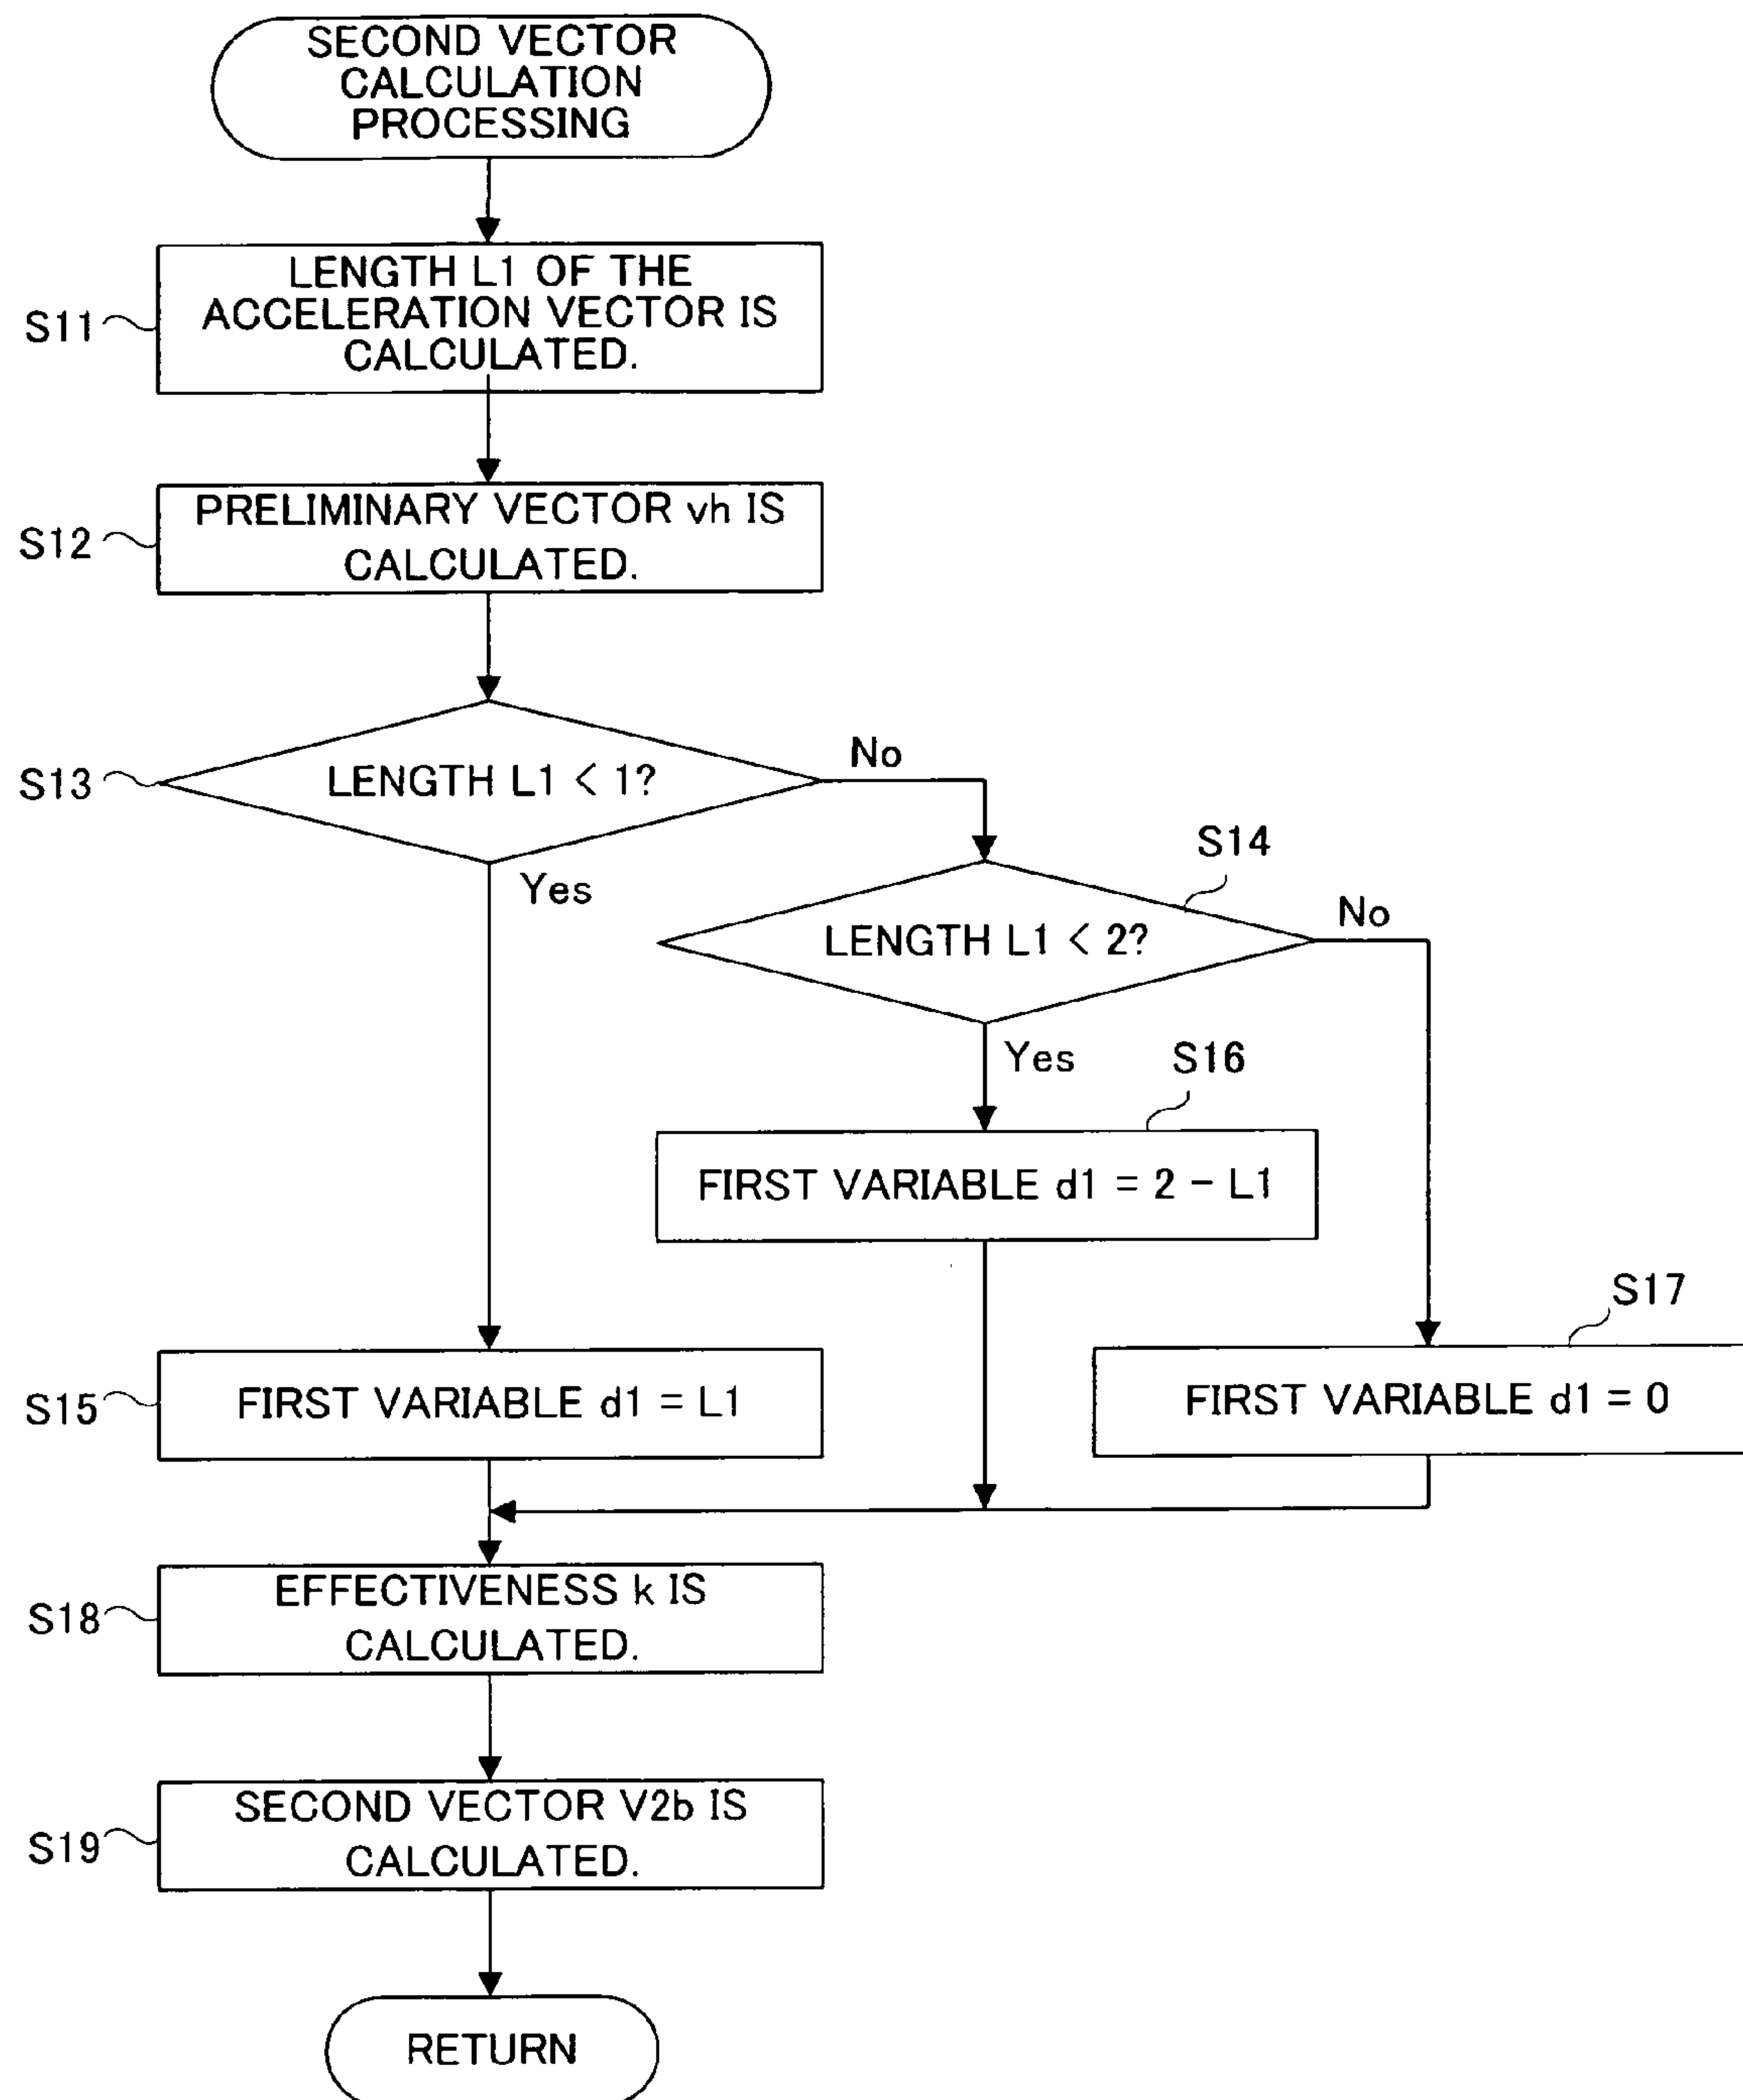 SECOND VECTOR
CALCULATION
PROCESSING
S11
LENGTH L1 OF THE
ACCELERATION VECTOR IS
CALCULATED.
S12
PRELIMINARY VECTOR vh IS
CALCULATED.
S13
LENGTH L1 < 1?
No
Yes
S14
LENGTH L1 < 2?
No
Yes
S16
FIRST VARIABLE d1 = 2 - L1
S17
FIRST VARIABLE d1 = 0
S15
FIRST VARIABLE d1 = L1
S18
EFFECTIVENESS k IS
CALCULATED.
S19
SECOND VECTOR V2b IS
CALCULATED.
RETURN